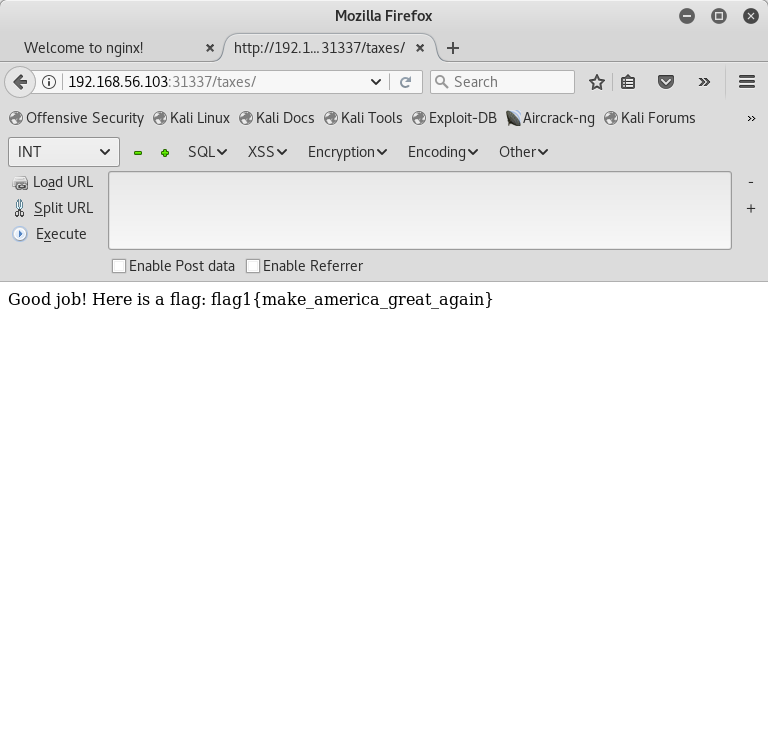 Mozilla Firefox
Welcome to nginx! http://192.1...31337/taxes/
192.168.56.103:31337/taxes/ Search
Offensive Security Kali Linux Kali Docs Kali Tools Exploit-DB Aircrack-ng Kali Forums »
INT SQL XSS Encryption Encoding Other
Load URL -
Split URL +
Execute
Enable Post data Enable Referrer
Good job! Here is a flag: flag1{make_america_great_again}